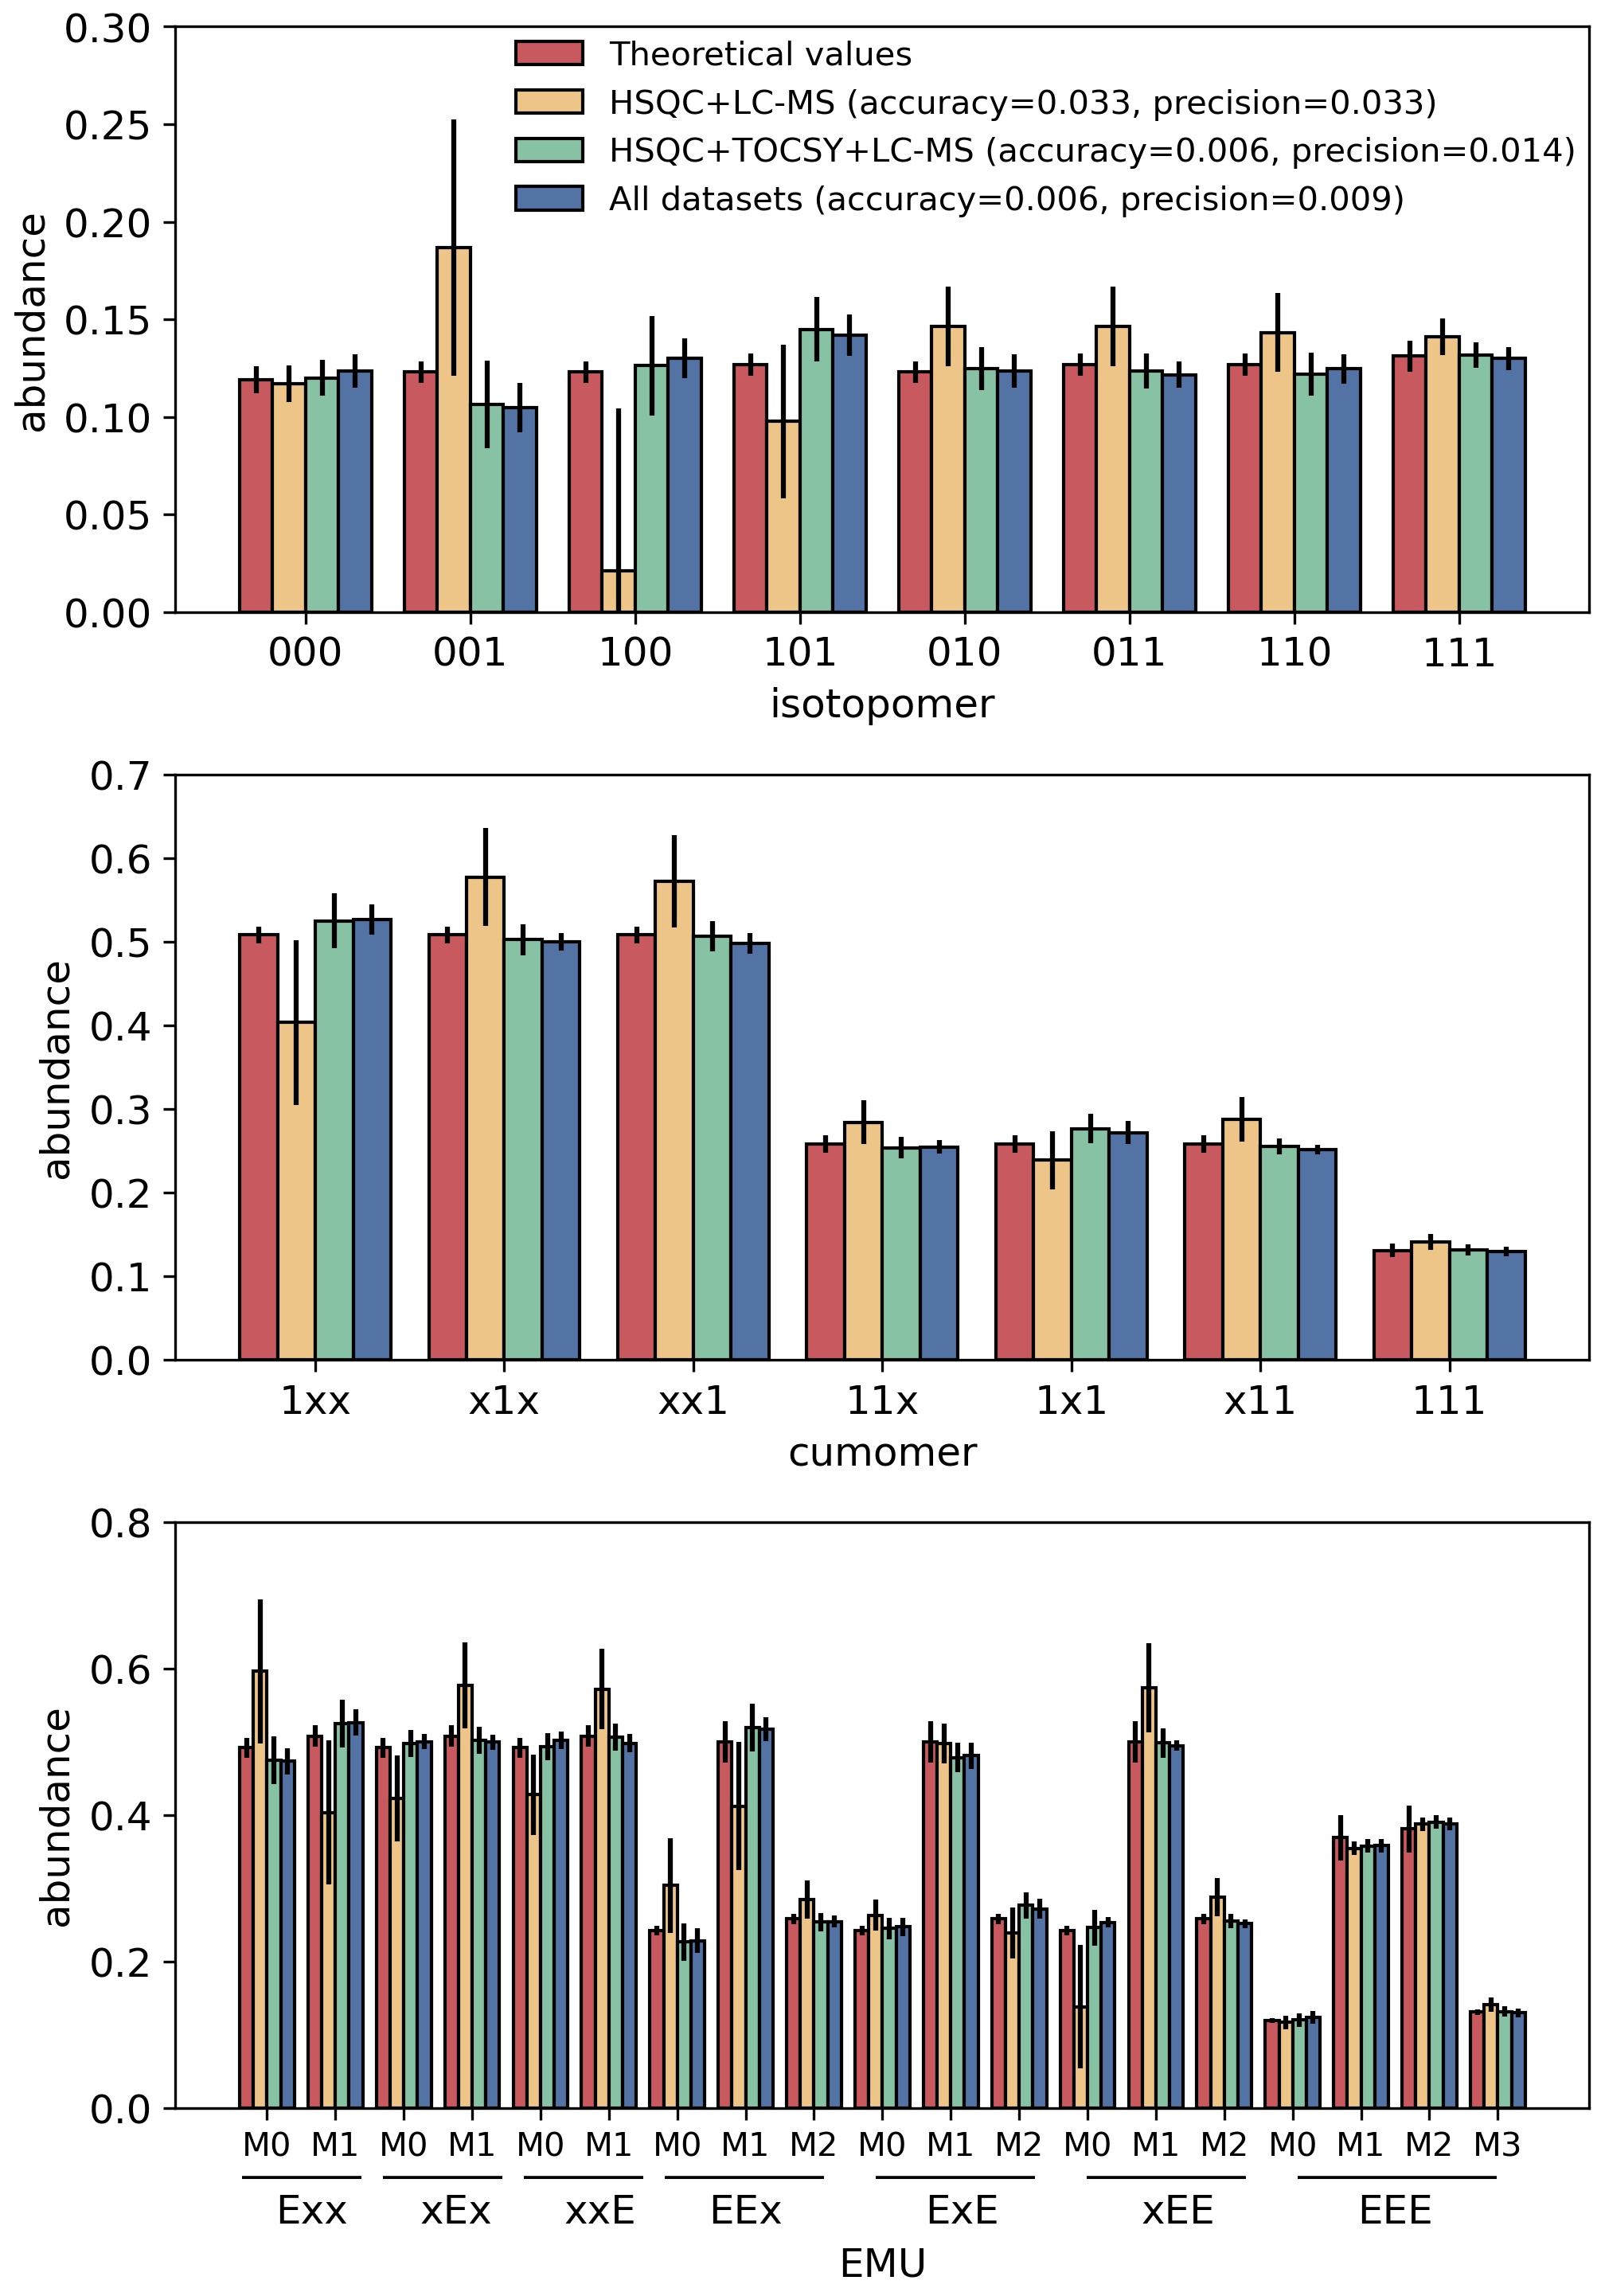 0.30
0.25
0.20
0.15
0.10
0.05
0.00
abundance
Theoretical values
HSQC+LC-MS (accuracy=0.033, precision=0.033)
HSQC+TOCSY+LC-MS (accuracy=0.006, precision=0.014)
All datasets (accuracy=0.006, precision=0.009)
000 001 100 101 010 011 110 111
isotopomer
0.7
0.6
0.5
0.4
0.3
0.2
0.1
0.0
abundance
1xx x1x xx1 11x 1x1 x11 111
cumomer
0.8
0.6
0.4
0.2
0.0
abundance
M0 M1 M0 M1 M0 M1 M0 M1 M2 M0 M1 M2 M0 M1 M2 M0 M1 M2 M3
Exx xEx xxE EEx ExE xEE EEE
EMU